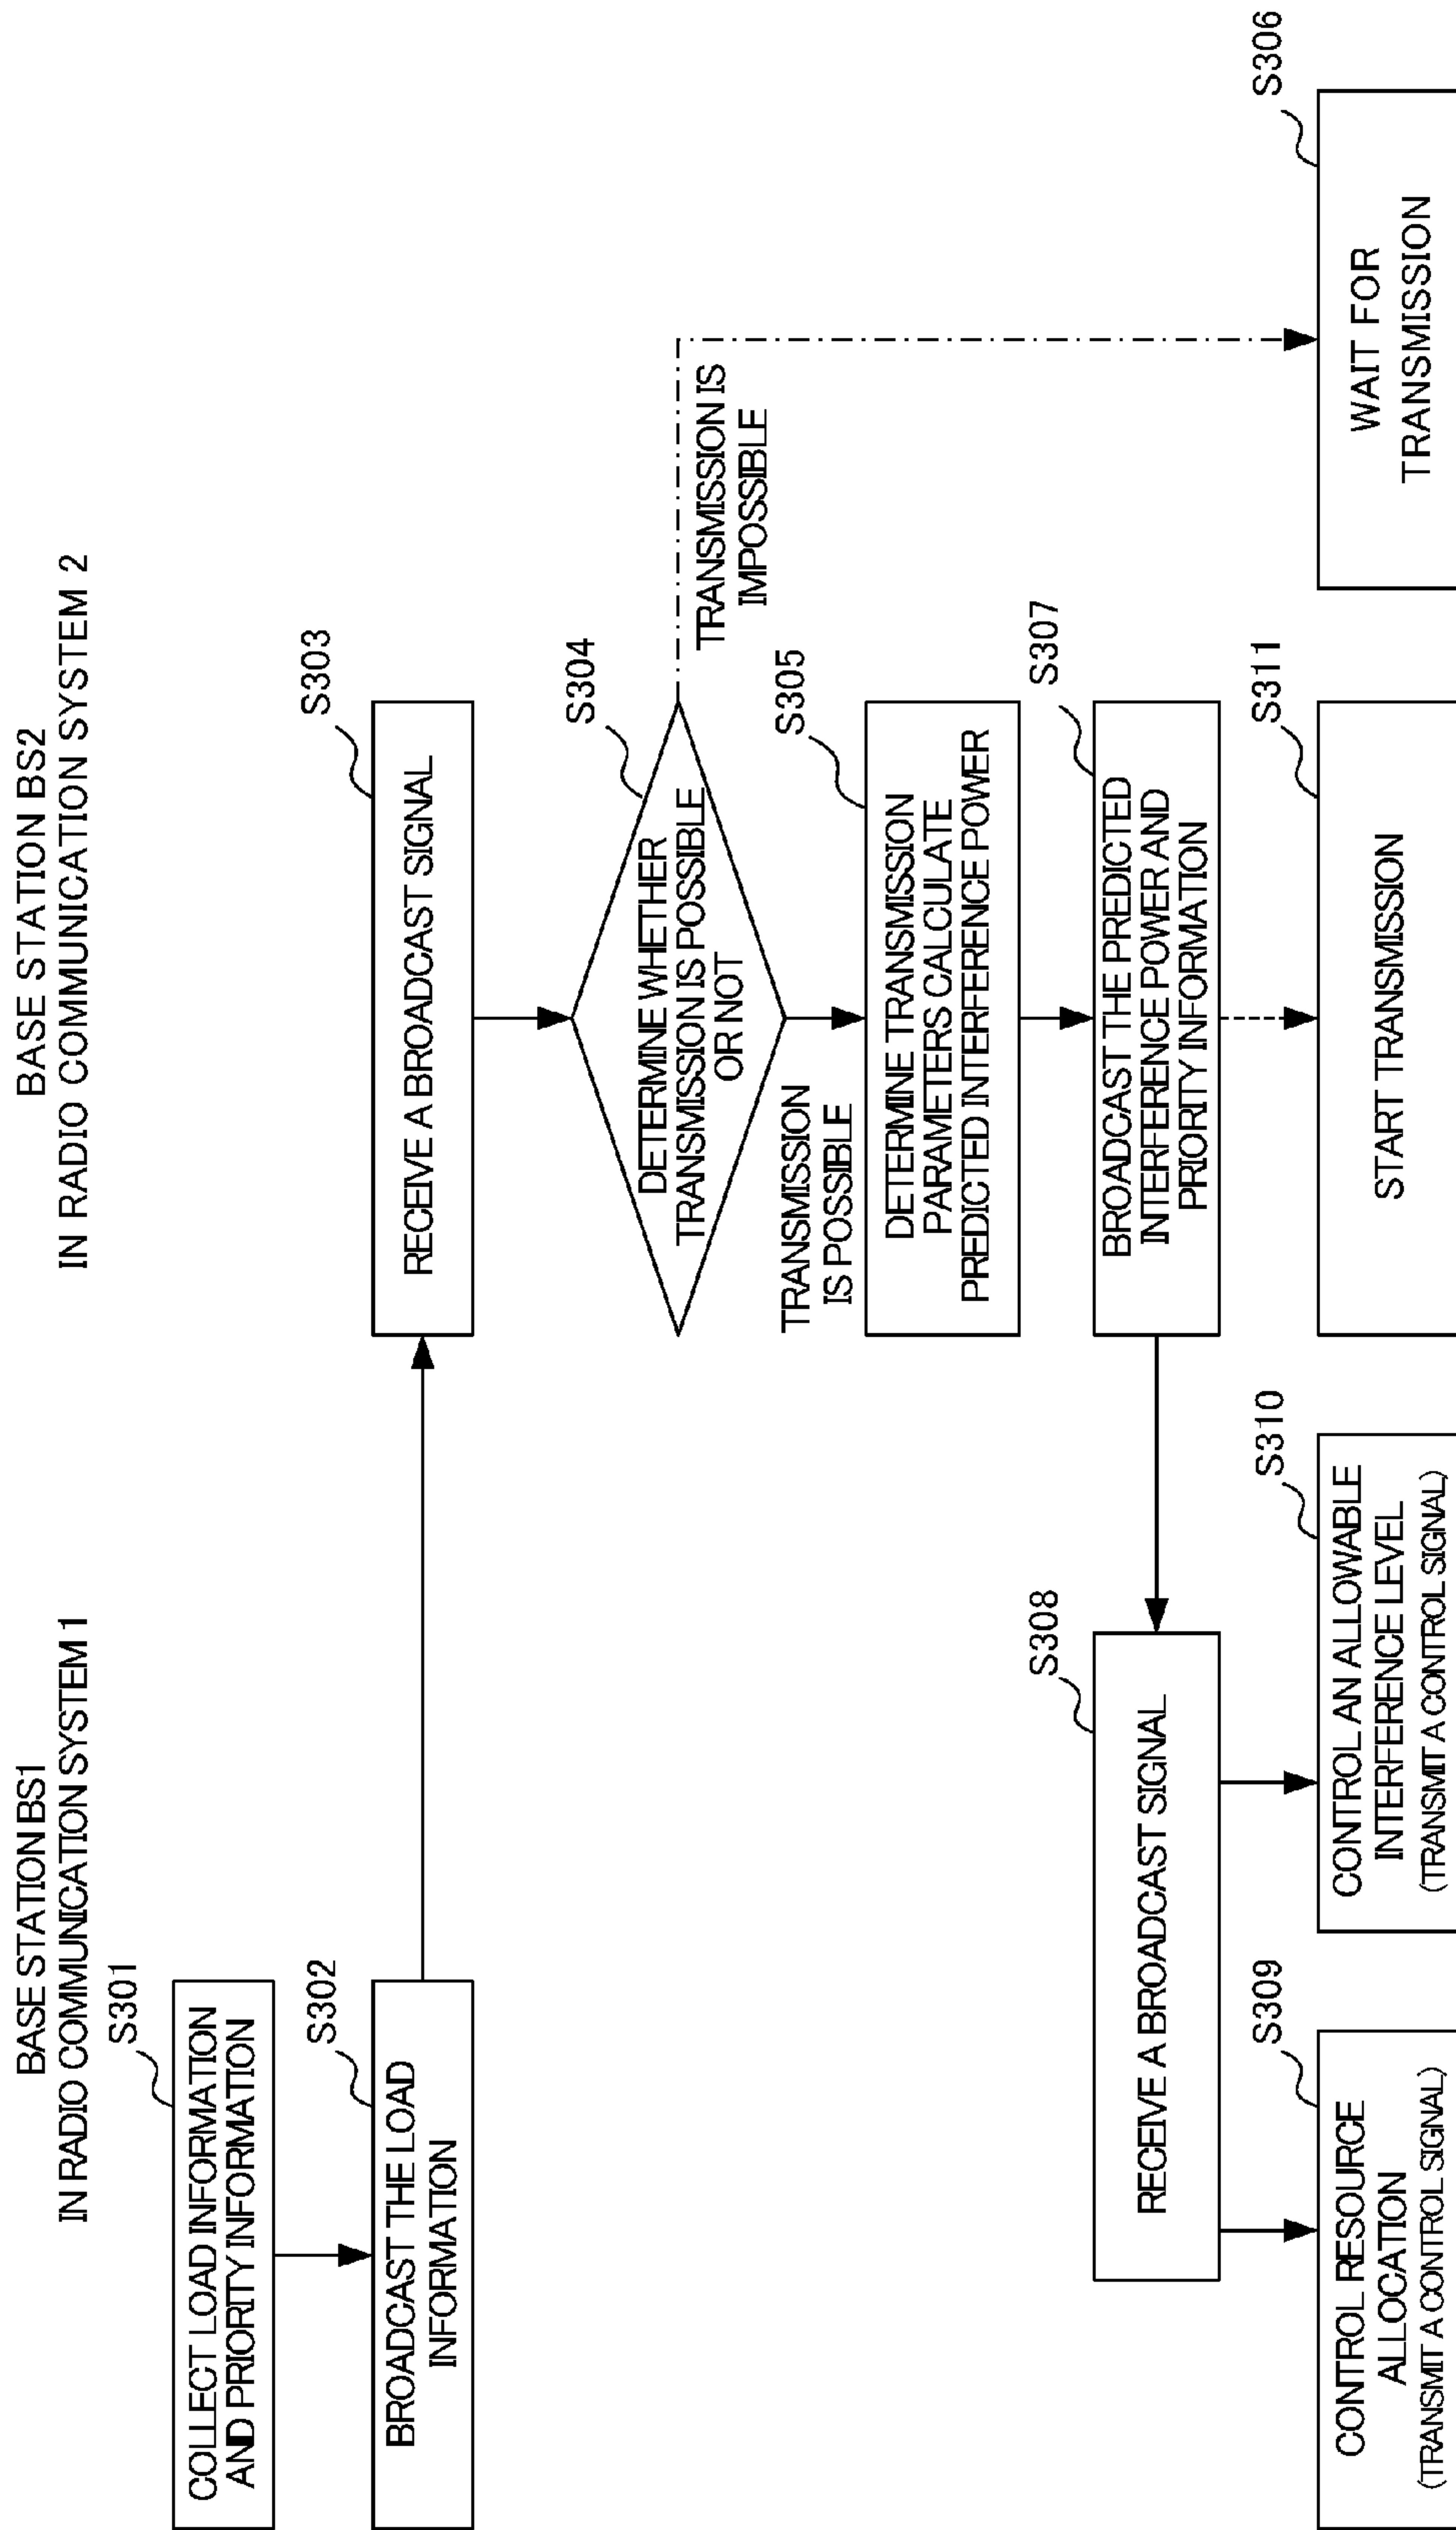 BASE STATION BS1
IN RADIO COMMUNICATION SYSTEM 1
BASE STATION BS2
IN RADIO COMMUNICATION SYSTEM 2
S301
COLLECT LOAD INFORMATION
AND PRIORITY INFORMATION
S302
BROADCAST THE LOAD
INFORMATION
S303
RECEIVE A BROADCAST SIGNAL
S304
DETERMINE WHETHER
TRANSMISSION IS POSSIBLE
OR NOT
TRANSMISSION IS
IMPOSSIBLE
TRANSMISSION
IS POSSIBLE
S305
DETERMINE TRANSMISSION
PARAMETERS CALCULATE
PREDICTED INTERFERENCE POWER
S307
BROADCAST THE PREDICTED
INTERFERENCE POWER AND
PRIORITY INFORMATION
S308
RECEIVE A BROADCAST SIGNAL
S309
CONTROL RESOURCE
ALLOCATION
(TRANSMIT A CONTROL SIGNAL)
S310
CONTROL AN ALLOWABLE
INTERFERENCE LEVEL
(TRANSMIT A CONTROL SIGNAL)
S311
START TRANSMISSION
S306
WAIT FOR
TRANSMISSION